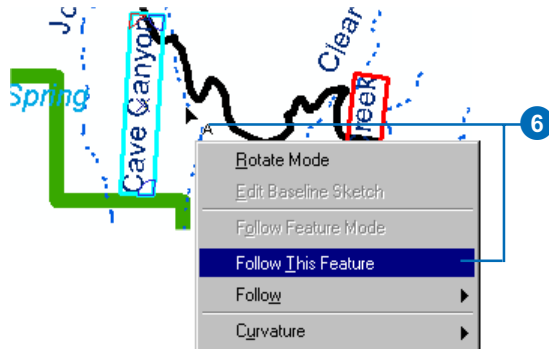 Jo
Cave Canyon
Clear
reek
Spring
A
6
Rotate Mode
Edit Baseline Sketch
Follow Feature Mode
Follow This Feature
Follow
Curvature